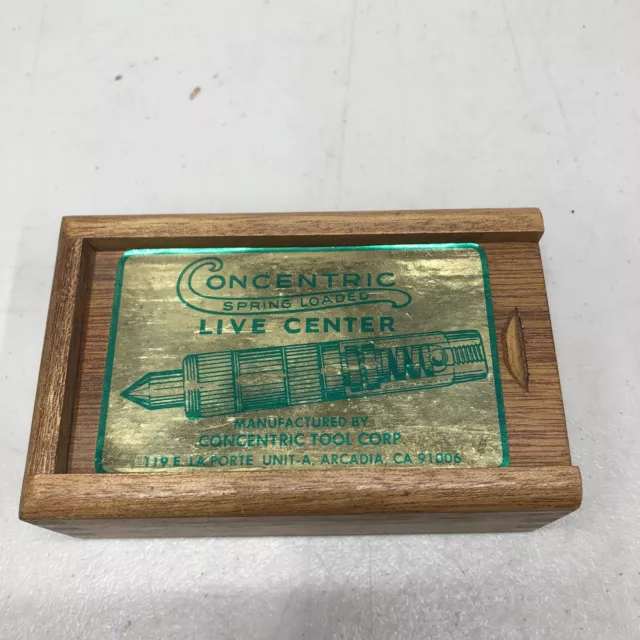 CONCENTRIC
SPRING LOADED
LIVE CENTER
MANUFACTURED BY
CONCENTRIC TOOL CORP
119 E. LA PORTE UNIT-A, ARCADIA, CA 91006